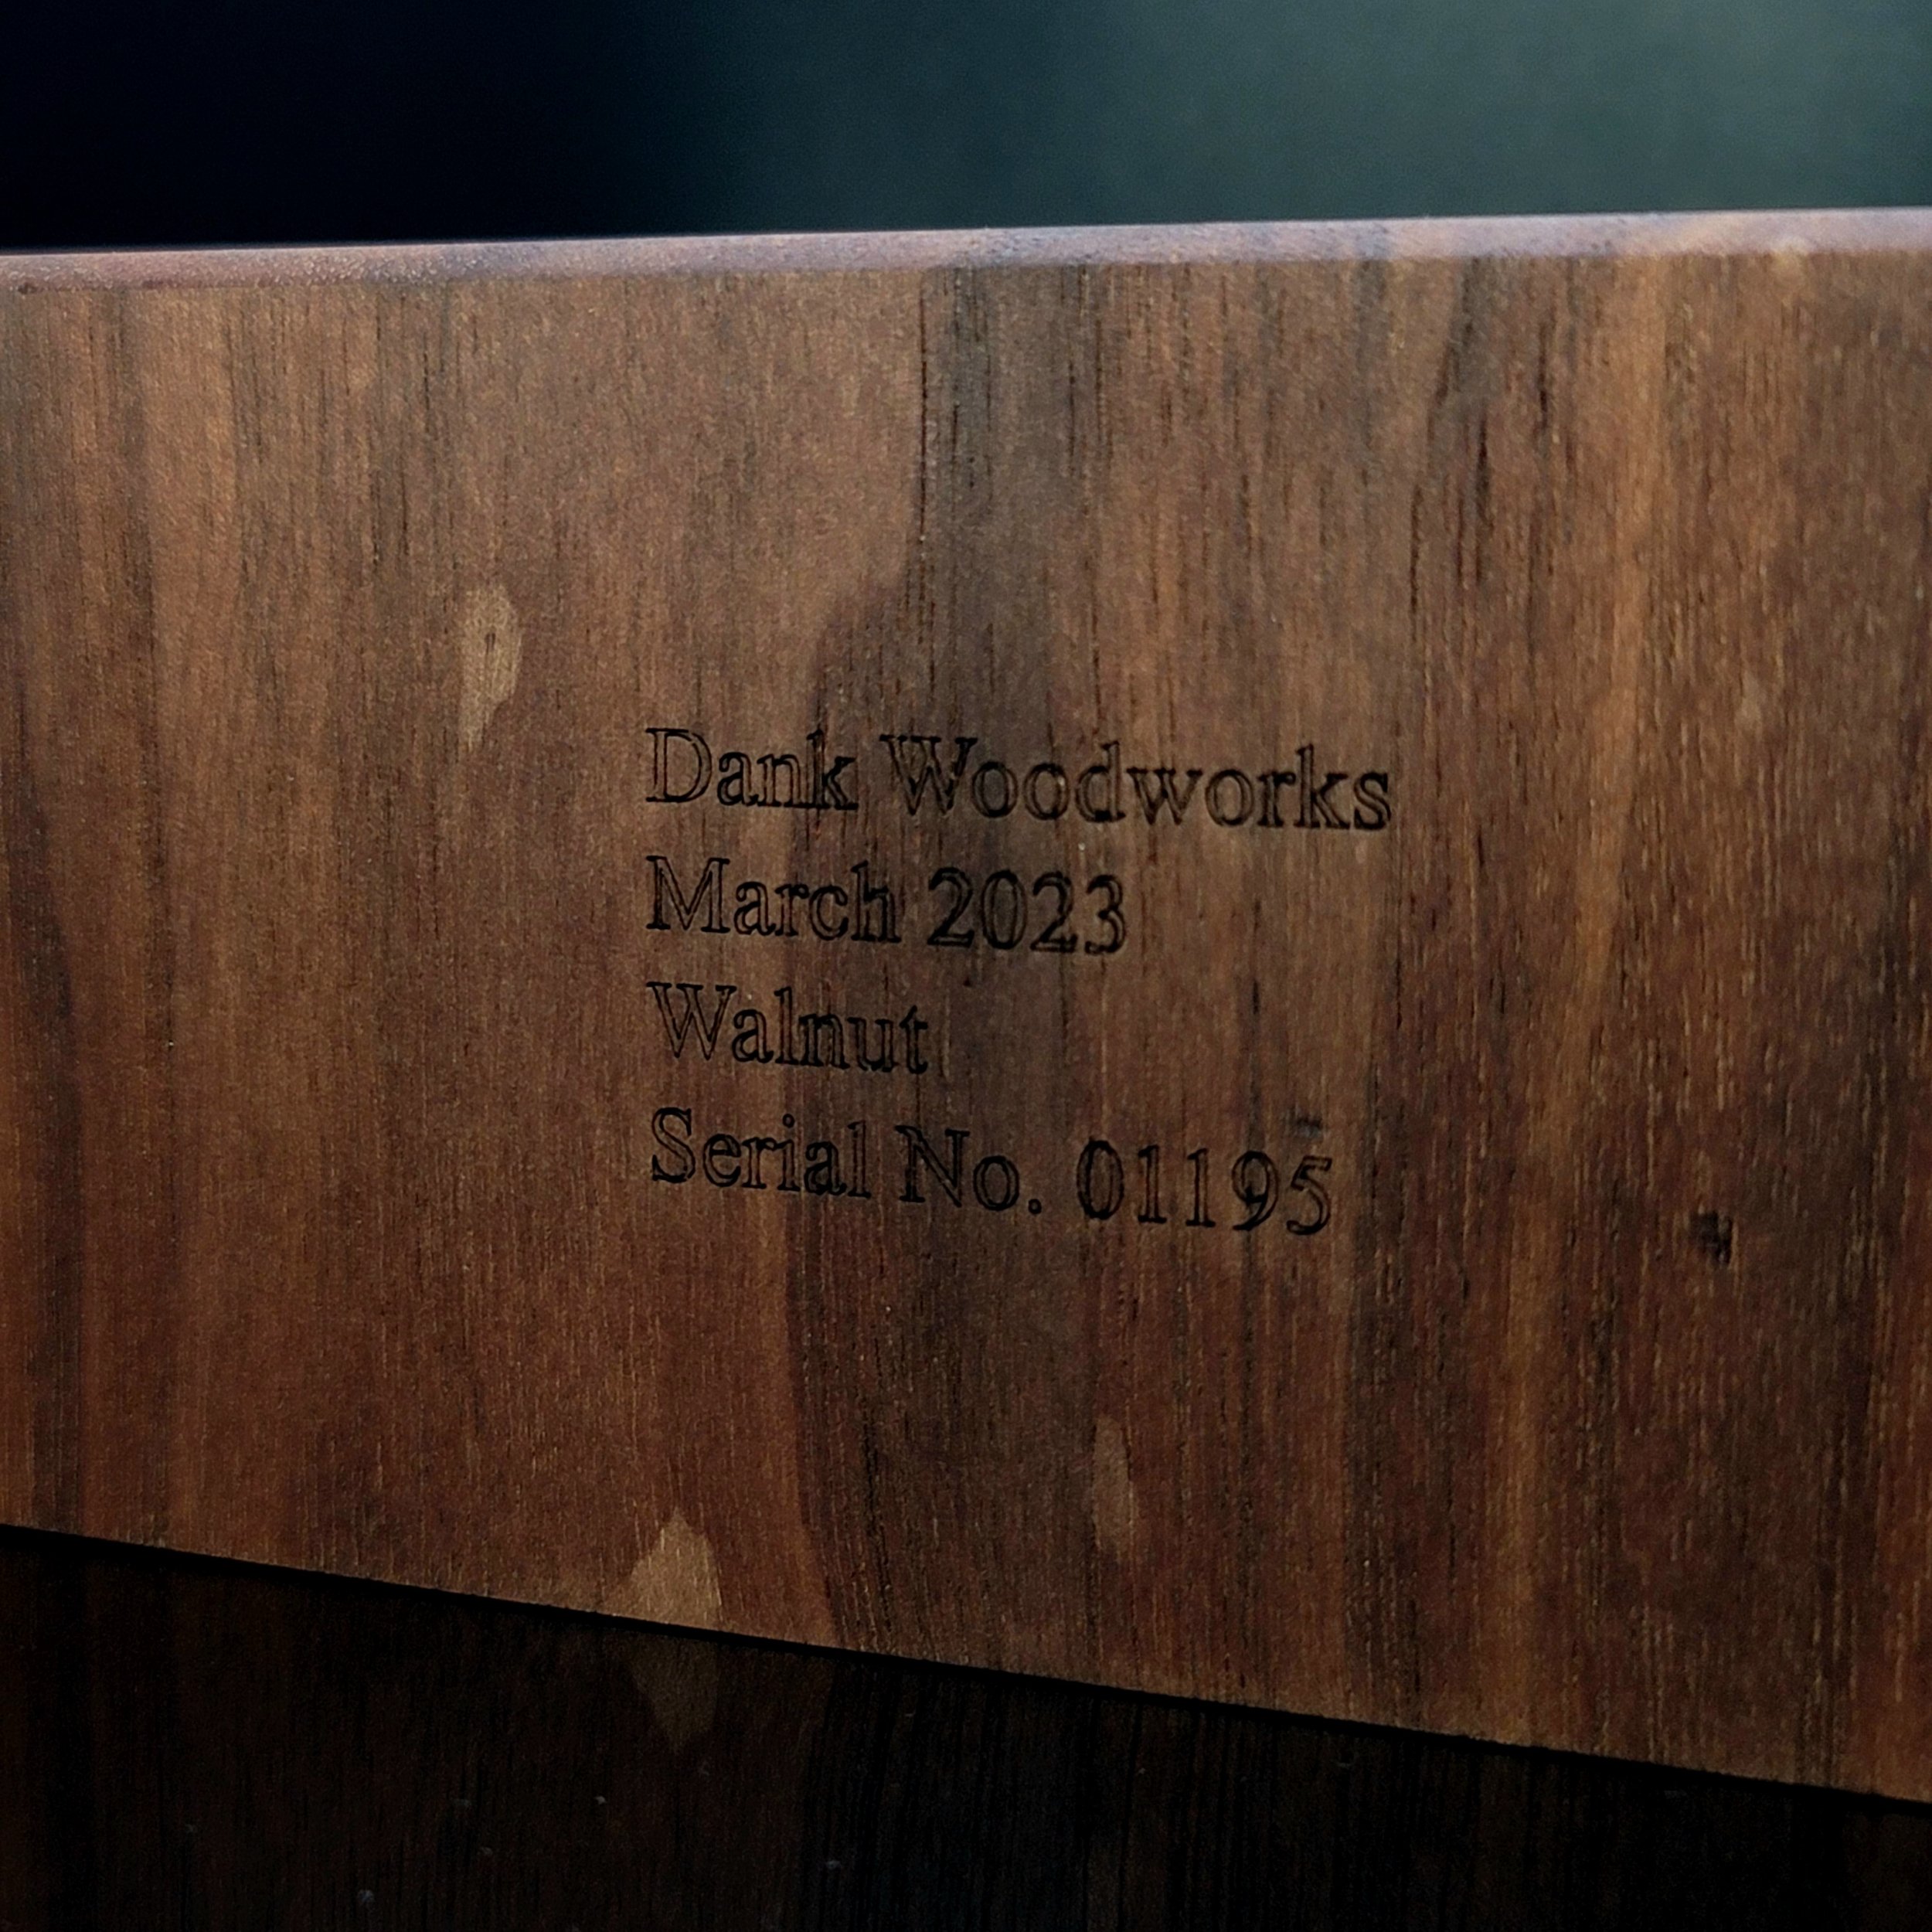 Dank Woodworks
March 2023
Walnut
Serial No. 01195